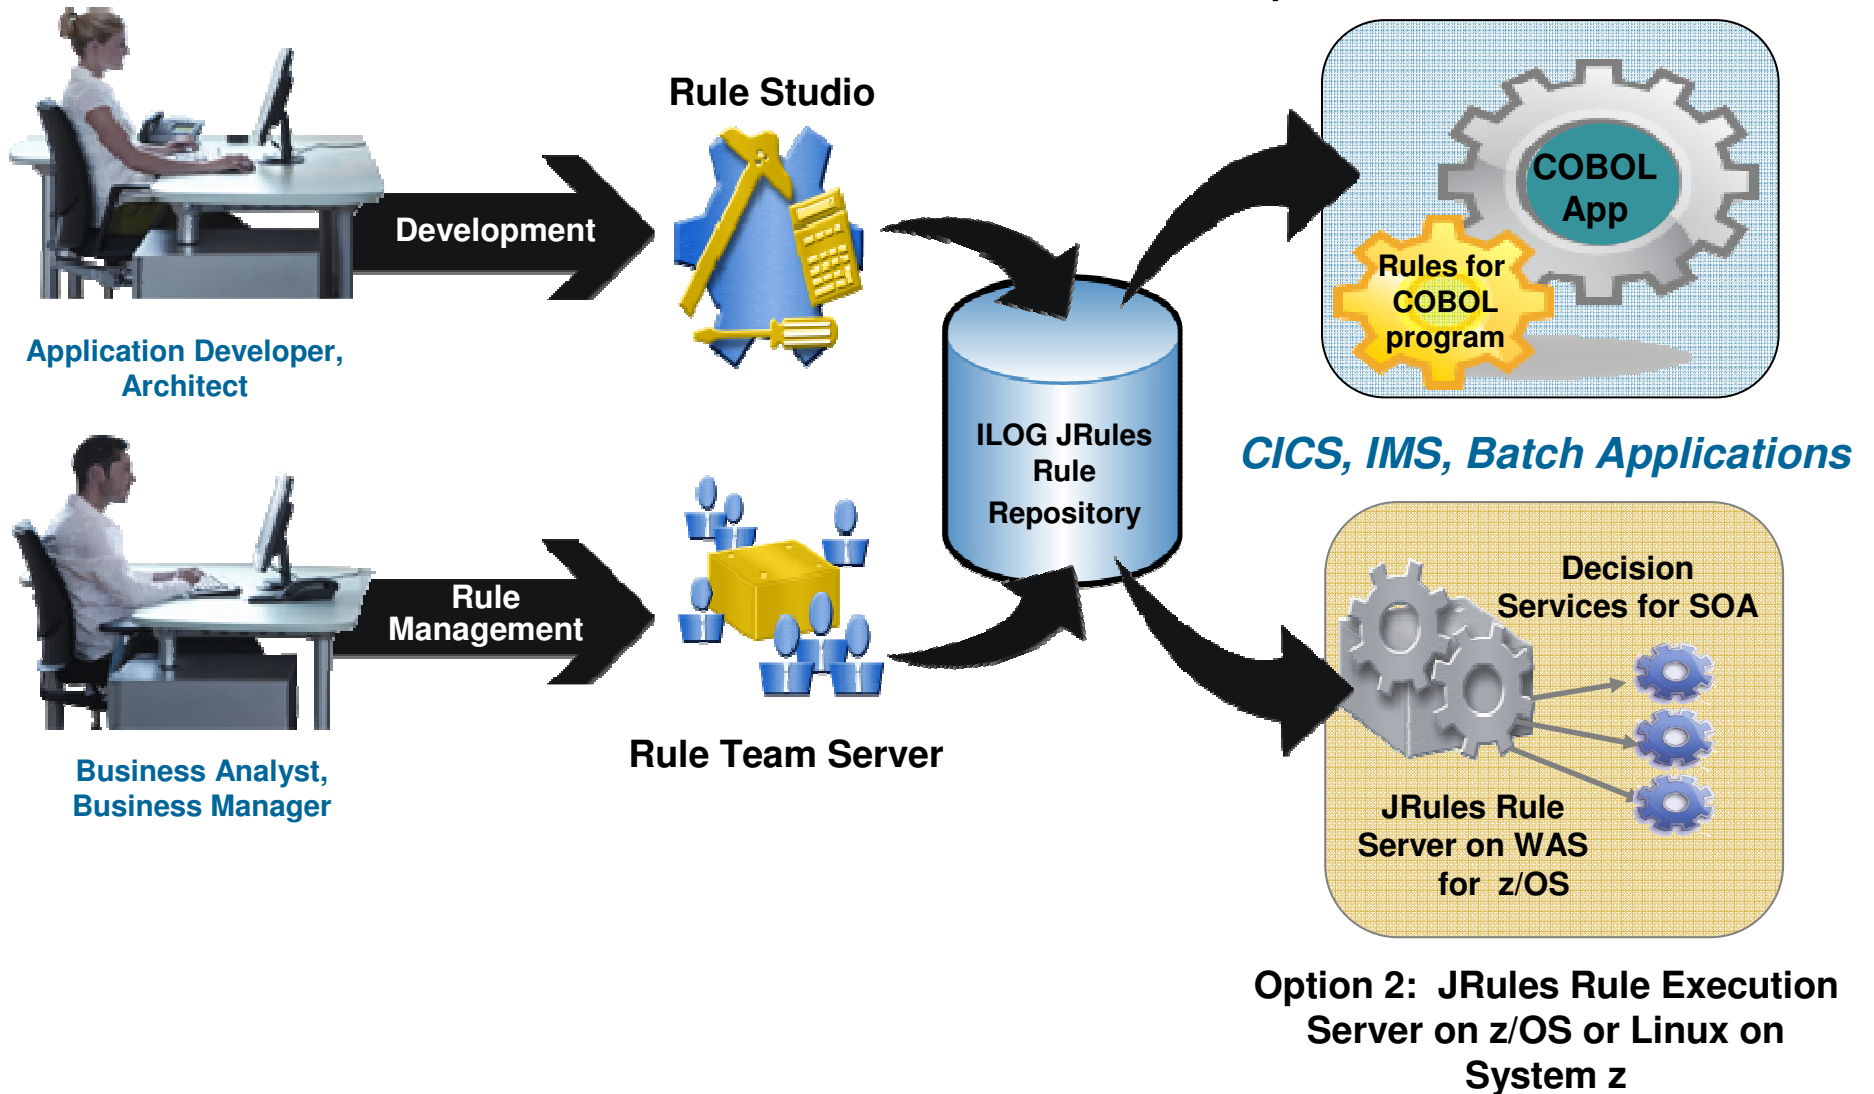 Rule Studio
Development
Application Developer,
Architect
Rule
Management
Rule Team Server
Business Analyst,
Business Manager
ILOG JRules
Rule
Repository
COBOL
App
Rules for
COBOL
program
CICS, IMS, Batch Applications
Decision
Services for SOA
JRules Rule
Server on WAS
for z/OS
Option 2: JRules Rule Execution
Server on z/OS or Linux on
System z